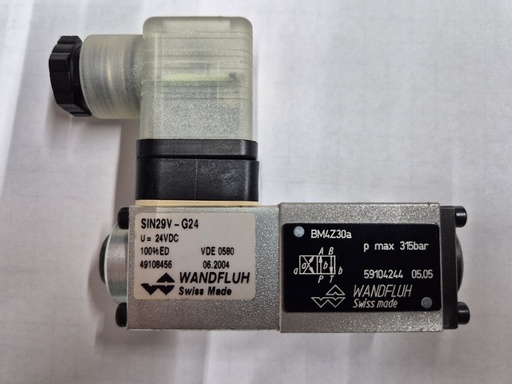 SIN29V-G24
U = 24VDC
100%ED VDE 0580
49108456 06.2004
WANDFLUH
Swiss Made
BM4Z30a
p max 315bar
A B
a b
P T
59104244 05.05
WANDFLUH
Swiss made